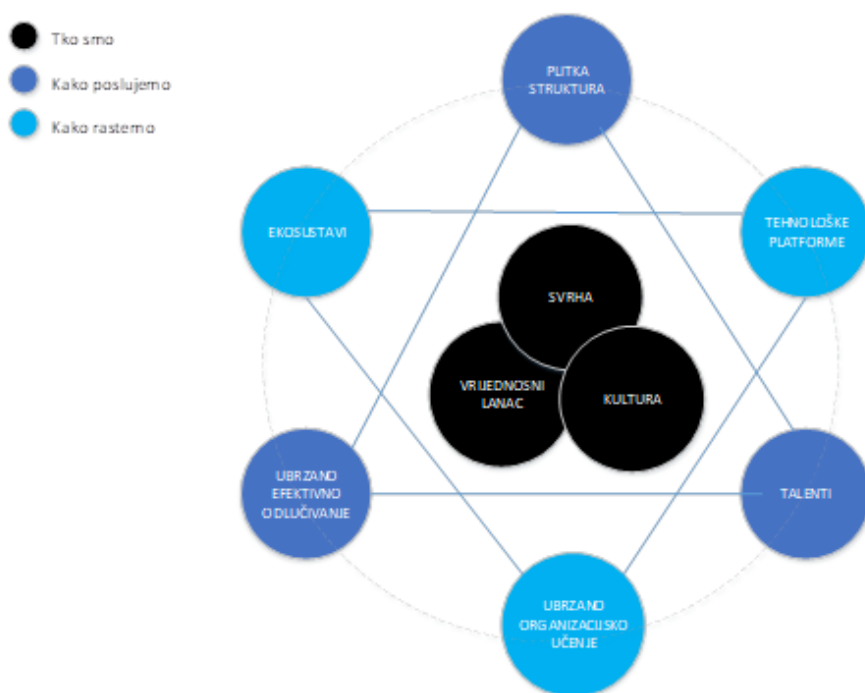 Tko smo
Kako poslujemo
Kako rastemo
PLITKA
STRUKTURA
EKOSUSTAVI
TEHNOLOŠKE
PLATFORME
SVRHA
VRIJEDNOSNI
LANAC
KULTURA
UBRZANO
EFEKTIVNO
ODLUČIVANJE
TALENTI
UBRZANO
ORGANIZACIJSKO
UČENJE